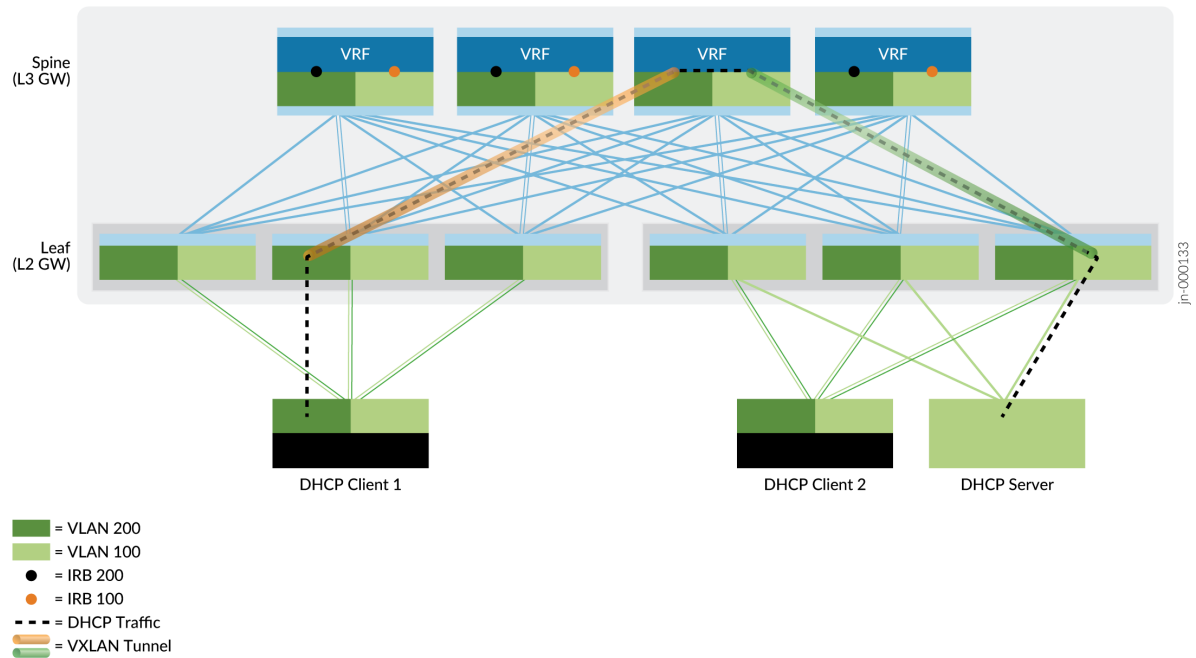 Spine
(L3 GW)
VRF
VRF
VRF
VRF
Leaf
(L2 GW)
jn-000133
DHCP Client 1
DHCP Client 2
DHCP Server
= VLAN 200
= VLAN 100
= IRB 200
= IRB 100
= DHCP Traffic
= VXLAN Tunnel